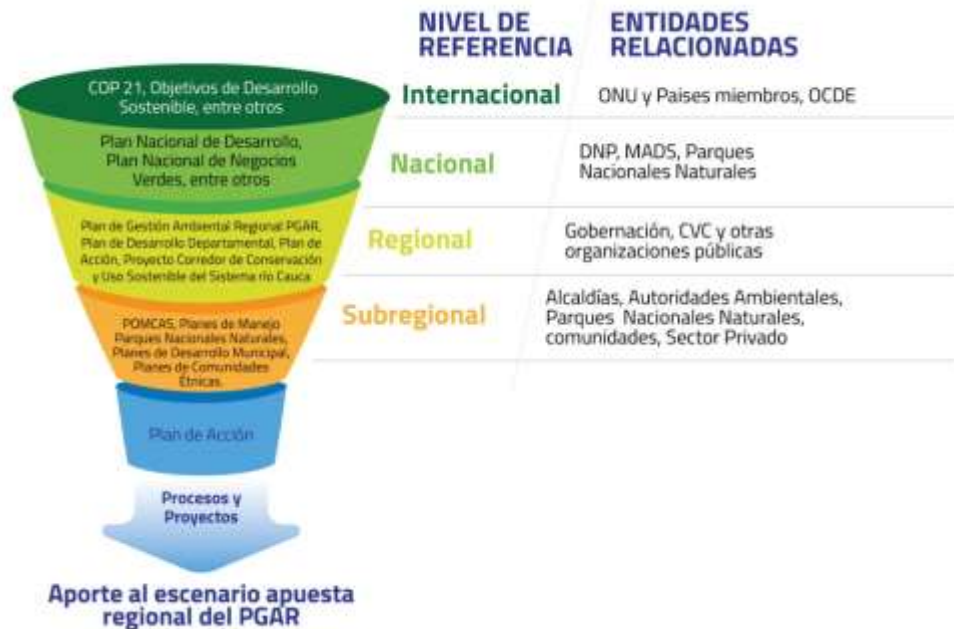 NIVEL DE
REFERENCIA
ENTIDADES
RELACIONADAS
COP 21, Objetivos de Desarrollo
Sostenible, entre otros
Internacional
ONU y Paises miembros, OCDE
Plan Nacional de Desarrollo,
Plan Nacional de Negocios
Verdes, entre otros
Nacional
DNP, MADS, Parques
Nacionales Naturales
Plan de Gestión Ambiental Regional PGAR,
Plan de Desarrollo Departamental, Plan de
Acción, Proyecto Corredor de Conservación
y Uso Sostenible del Sistema río Cauca
Regional
Gobernación, CVC y otras
organizaciones públicas
POMCAS, Planes de Manejo
Parques Nacionales Naturales,
Planes de Desarrollo Municipal,
Planes de Comunidades
Étnicas.
Subregional
Alcaldías, Autoridades Ambientales,
Parques Nacionales Naturales,
comunidades, Sector Privado
Plan de Acción
Procesos y
Proyectos
Aporte al escenario apuesta
regional del PGAR